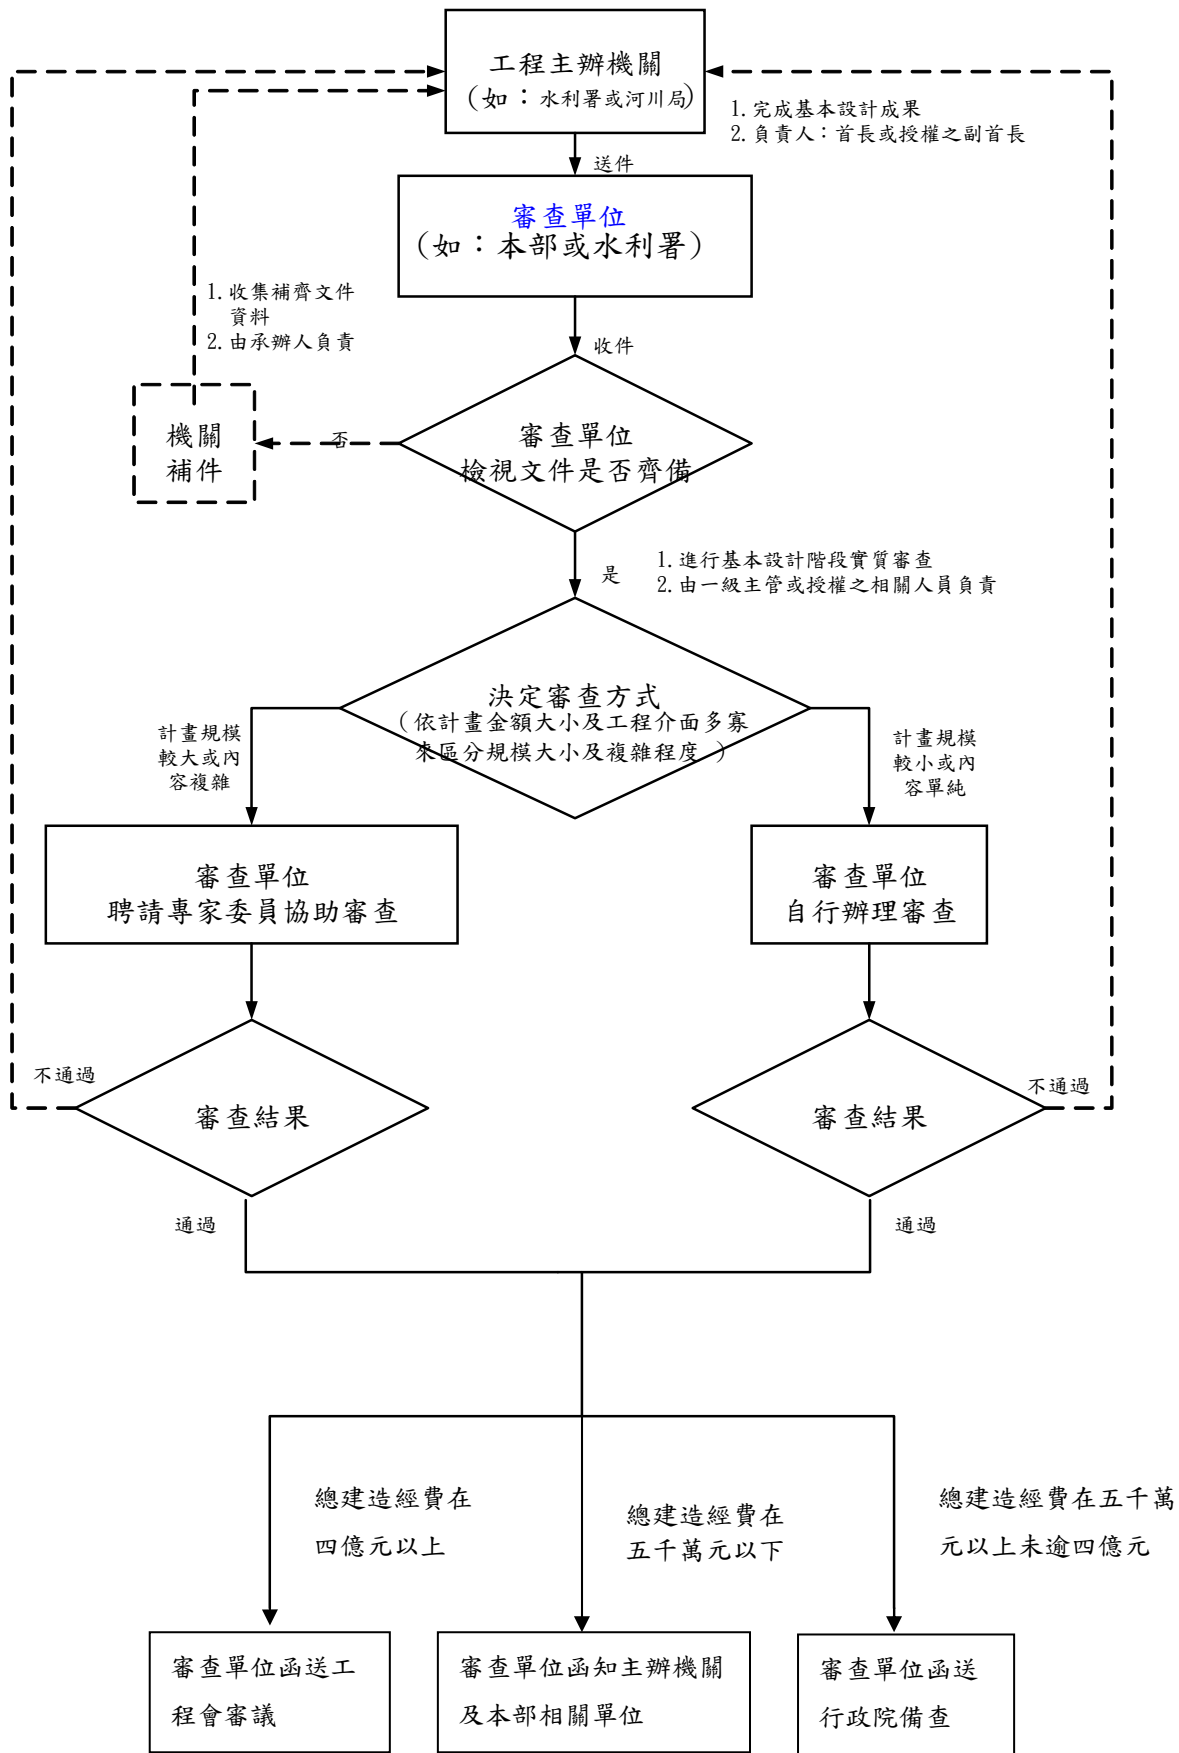 工程主辦機關
(如：水利署或河川局)
1.完成基本設計成果
2.負責人：首長或授權之副首長
送件
審查單位
(如：本部或水利署)
1.收集補齊文件
資料
2.由承辦人負責
收件
機關
補件
否
審查單位
檢視文件是否齊備
是
1.進行基本設計階段實質審查
2.由一級主管或授權之相關人員負責
決定審查方式
(依計畫金額大小及工程介面多寡
來區分規模大小及複雜程度 )
計畫規模
較大或內
容複雜
計畫規模
較小或內
容單純
審查單位
聘請專家委員協助審查
審查單位
自行辦理審查
不通過
審查結果
審查結果
不通過
通過
通過
總建造經費在
四億元以上
總建造經費在
五千萬元以下
總建造經費在五千萬
元以上未逾四億元
審查單位函送工
程會審議
審查單位函知主辦機關
及本部相關單位
審查單位函送
行政院備查